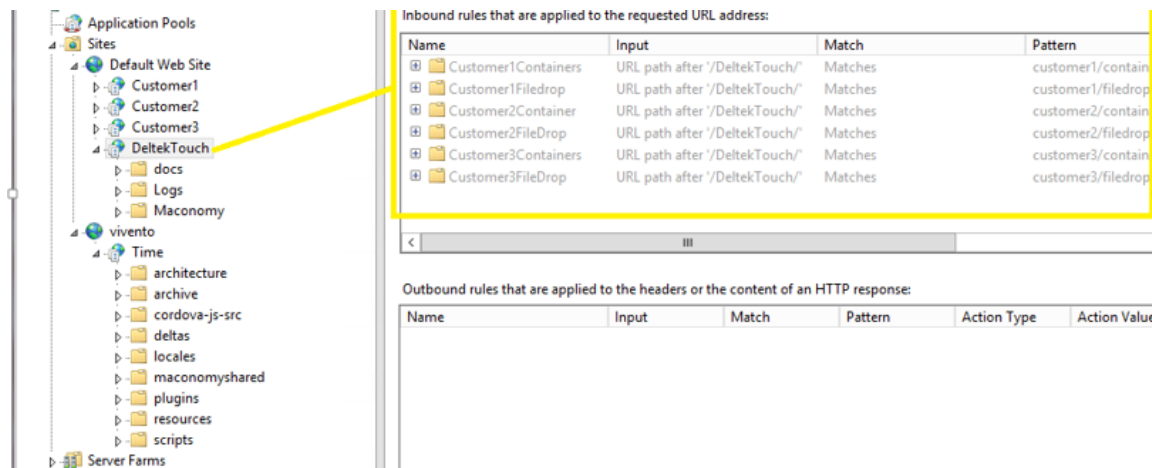 Application Pools
Sites
Default Web Site
Customer1
Customer2
Customer3
DeltekTouch
docs
Logs
Maconomy
vivento
Time
architecture
archive
cordova-js-src
deltas
locales
maconomyshared
plugins
resources
scripts
Server Farms
Inbound rules that are applied to the requested URL address:
Name Input Match Pattern
Customer1Containers URL path after '/DeltekTouch/' Matches customer1/contain
Customer1Filedrop URL path after '/DeltekTouch/' Matches customer1/filedrop
Customer2Container URL path after '/DeltekTouch/' Matches customer2/contain
Customer2FileDrop URL path after '/DeltekTouch/' Matches customer2/filedrop
Customer3Containers URL path after '/DeltekTouch/' Matches customer3/contain
Customer3FileDrop URL path after '/DeltekTouch/' Matches customer3/filedrop
Outbound rules that are applied to the headers or the content of an HTTP response:
Name Input Match Pattern Action Type Action Value